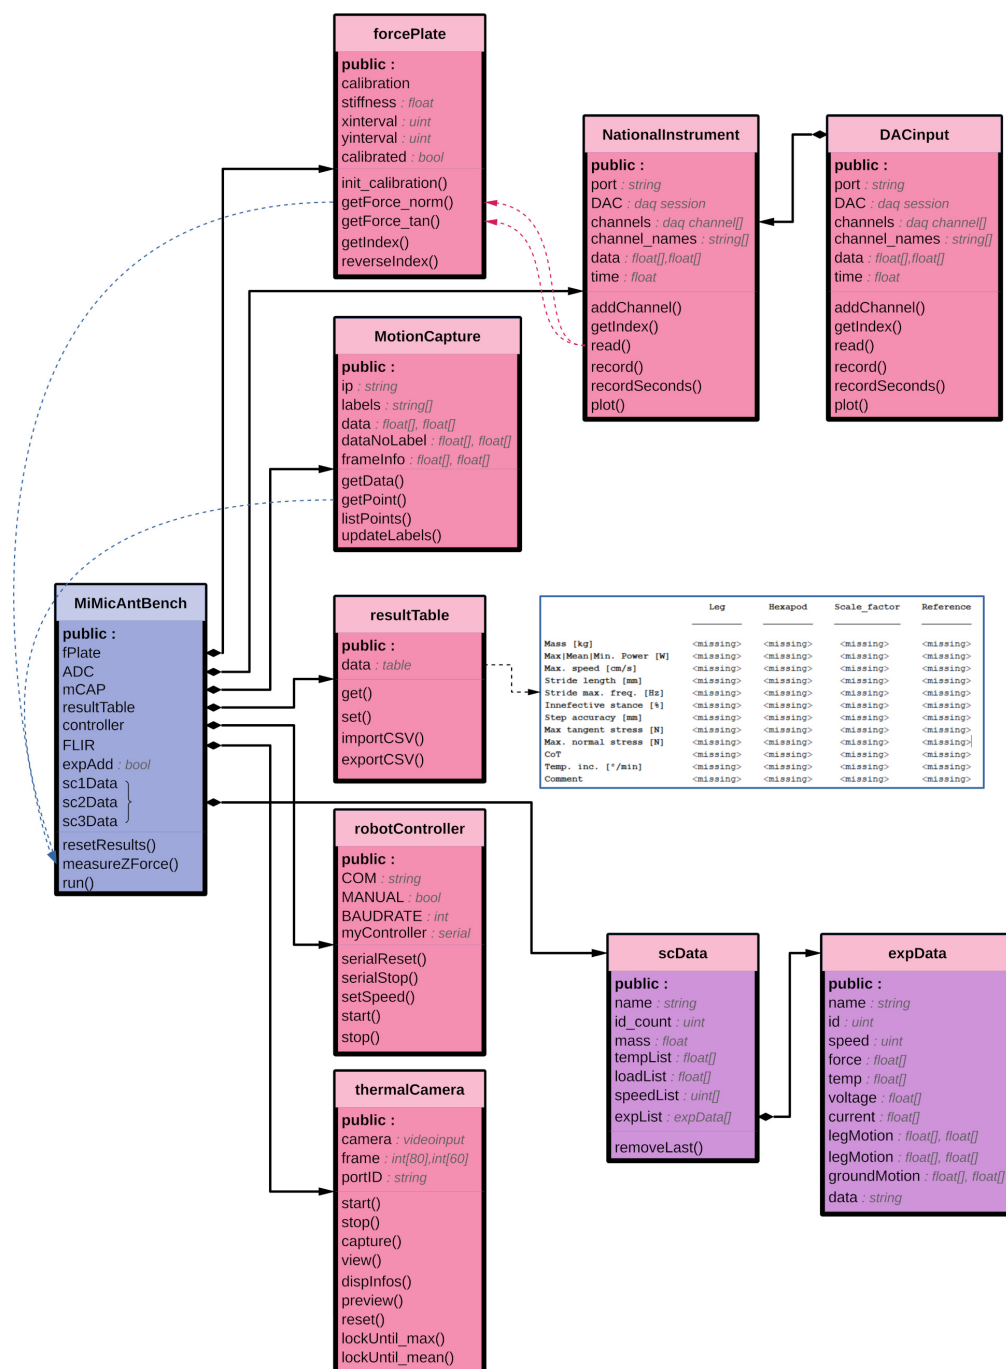 forcePlate
public :
calibration
stiffness : float
xinterval : uint
yinterval : uint
calibrated : bool
init_calibration()
getForce_norm()
getForce_tan()
getIndex()
reverseIndex()
NationalInstrument
public :
port : string
DAC : daq session
channels : daq channel[]
channel_names : string[]
data : float[],float[]
time : float
addChannel()
getIndex()
read()
record()
recordSeconds()
plot()
DACinput
public :
port : string
DAC : daq session
channels : daq channel[]
channel_names : string[]
data : float[],float[]
time : float
addChannel()
getIndex()
read()
record()
recordSeconds()
plot()
MotionCapture
public :
ip : string
labels : string[]
data : float[], float[]
dataNoLabel : float[], float[]
frameInfo : float[], float[]
getData()
getPoint()
listPoints()
updateLabels()
MiMicAntBench
public :
fPlate
ADC
mCAP
resultTable
controller
FLIR
expAdd : bool
sc1Data
sc2Data
sc3Data
resetResults()
measureZForce()
run()
resultTable
public :
data : table
get()
set()
importCSV()
exportCSV()
Leg Hexapod Scale_factor Reference
Mass [kg] <missing> <missing> <missing> <missing>
Max|Mean|Min. Power [W] <missing> <missing> <missing> <missing>
Max. speed [cm/s] <missing> <missing> <missing> <missing>
Stride length [mm] <missing> <missing> <missing> <missing>
Stride max. freq. [Hz] <missing> <missing> <missing> <missing>
Innefective stance [%] <missing> <missing> <missing> <missing>
Step accuracy [mm] <missing> <missing> <missing> <missing>
Max tangent stress [N] <missing> <missing> <missing> <missing>
Max. normal stress [N] <missing> <missing> <missing> <missing>
CoT <missing> <missing> <missing> <missing>
Temp. inc. [°/min] <missing> <missing> <missing> <missing>
Comment <missing> <missing> <missing> <missing>
robotController
public :
COM : string
MANUAL : bool
BAUDRATE : int
myController : serial
serialReset()
serialStop()
setSpeed()
start()
stop()
scData
public :
name : string
id_count : uint
mass : float
tempList : float[]
loadList : float[]
speedList : uint[]
expList : expData[]
removeLast()
expData
public :
name : string
id : uint
speed : uint
force : float[]
temp : float[]
voltage : float[]
current : float[]
legMotion : float[], float[]
legMotion : float[], float[]
groundMotion : float[], float[]
data : string
thermalCamera
public :
camera : videoinput
frame : int[80],int[60]
portID : string
start()
stop()
capture()
view()
dispInfos()
preview()
reset()
lockUntil_max()
lockUntil_mean()